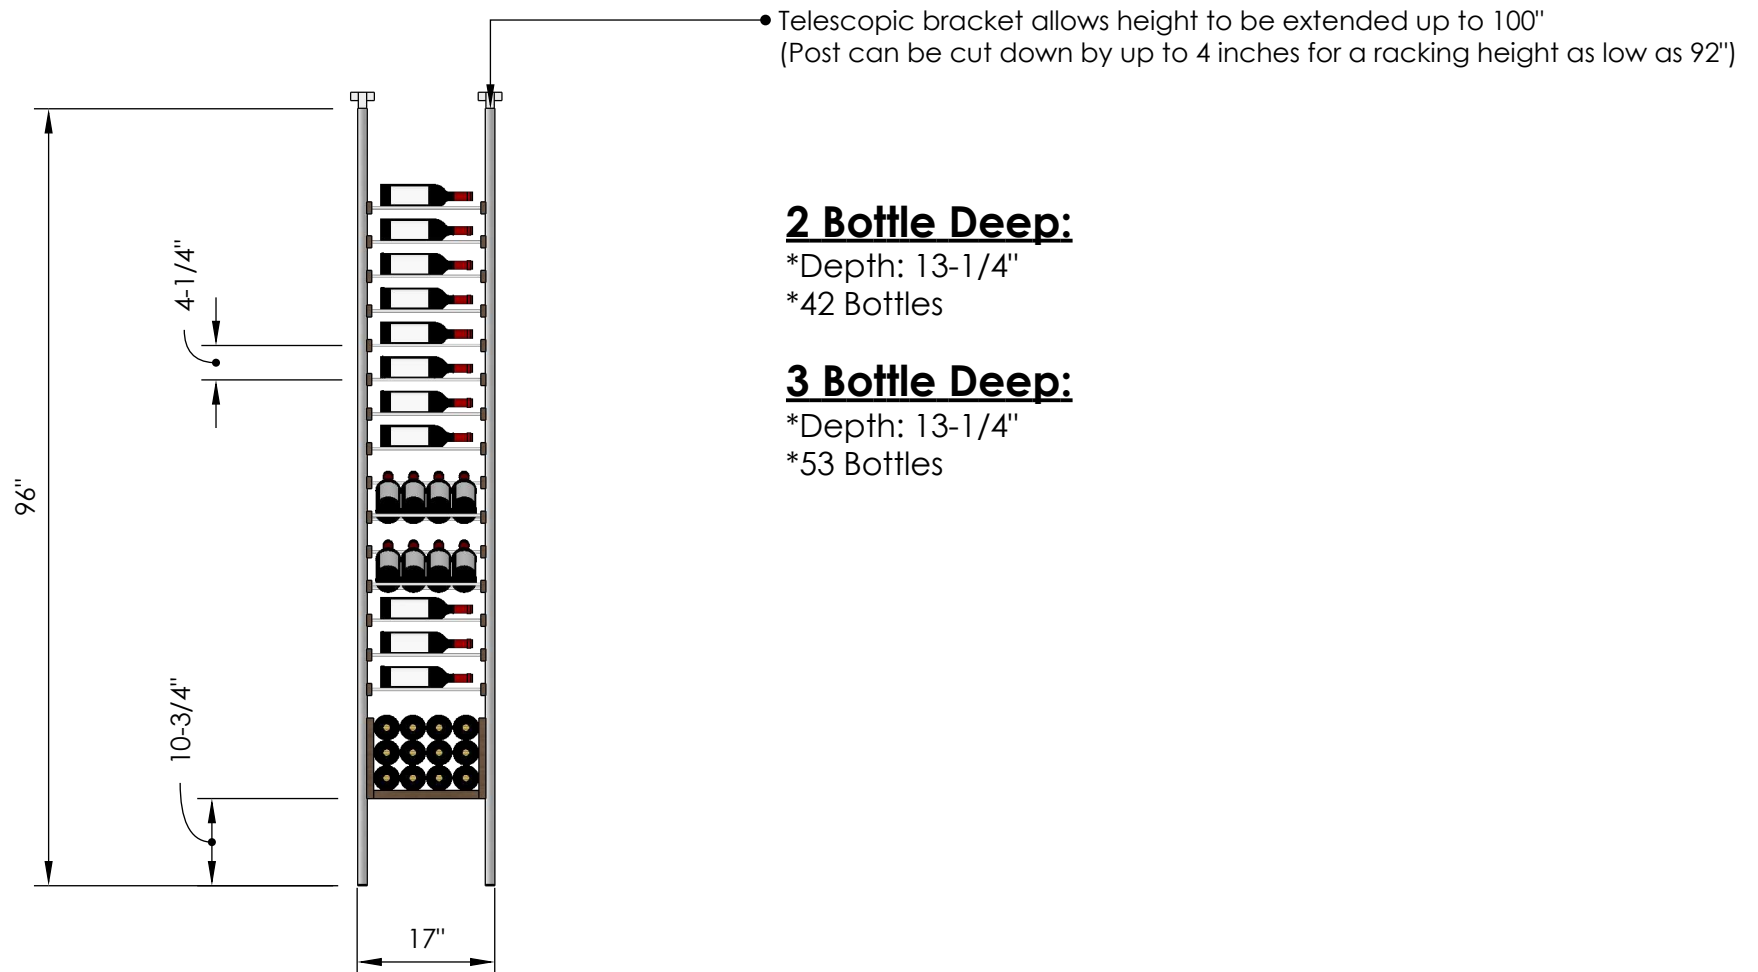 Telescopic bracket allows height to be extended up to 100"
(Post can be cut down by up to 4 inches for a racking height as low as 92")
2 Bottle Deep:
*Depth: 13-1/4"
*42 Bottles
3 Bottle Deep:
*Depth: 13-1/4"
*53 Bottles
4-1/4"
96"
10-3/4"
17"